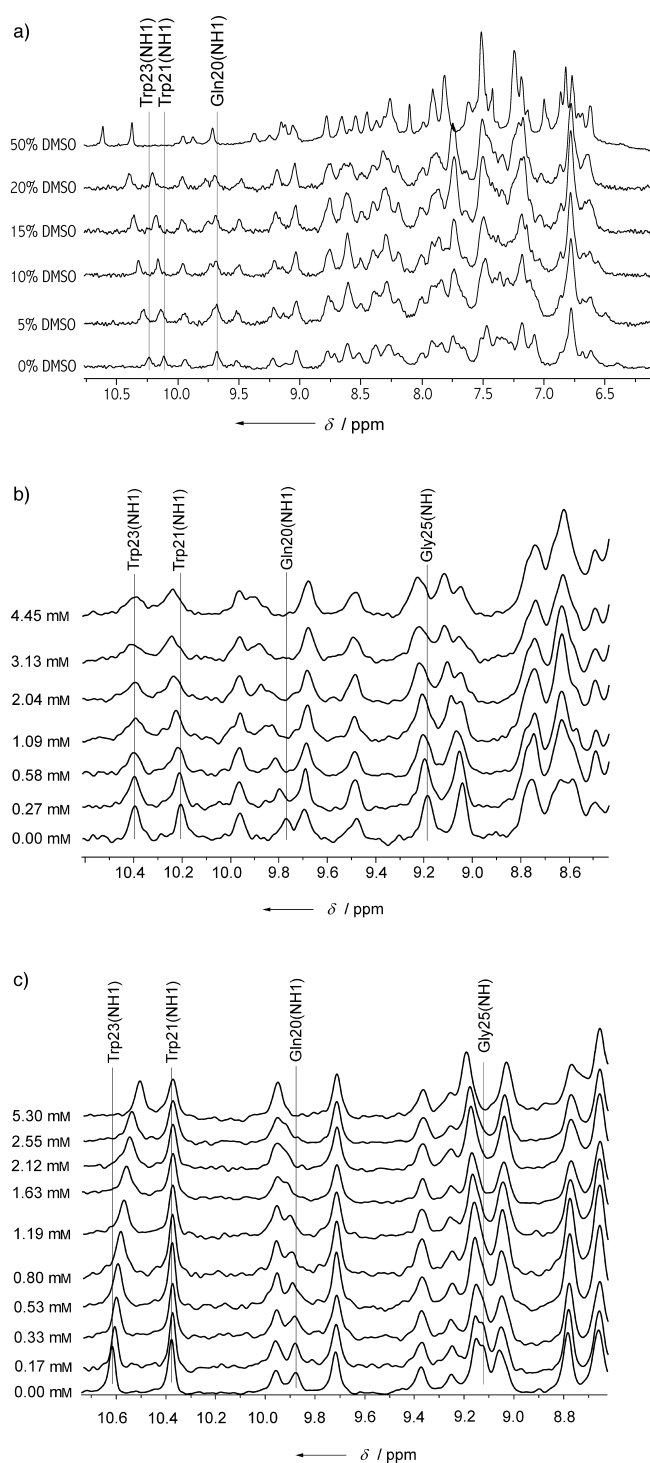 a)
Trp23(NH1)
Trp21(NH1)
Gln20(NH1)
50% DMSO
20% DMSO
15% DMSO
10% DMSO
5% DMSO
0% DMSO
10.5 10.0 9.5 9.0 8.5 8.0 7.5 7.0 6.5
δ / ppm
b)
Trp23(NH1)
Trp21(NH1)
Gln20(NH1)
Gly25(NH)
4.45 mM
3.13 mM
2.04 mM
1.09 mM
0.58 mM
0.27 mM
0.00 mM
10.4 10.2 10.0 9.8 9.6 9.4 9.2 9.0 8.8 8.6
δ / ppm
c)
Trp23(NH1)
Trp21(NH1)
Gln20(NH1)
Gly25(NH)
5.30 mM
2.55 mM
2.12 mM
1.63 mM
1.19 mM
0.80 mM
0.53 mM
0.33 mM
0.17 mM
0.00 mM
10.6 10.4 10.2 10.0 9.8 9.6 9.4 9.2 9.0 8.8
δ / ppm